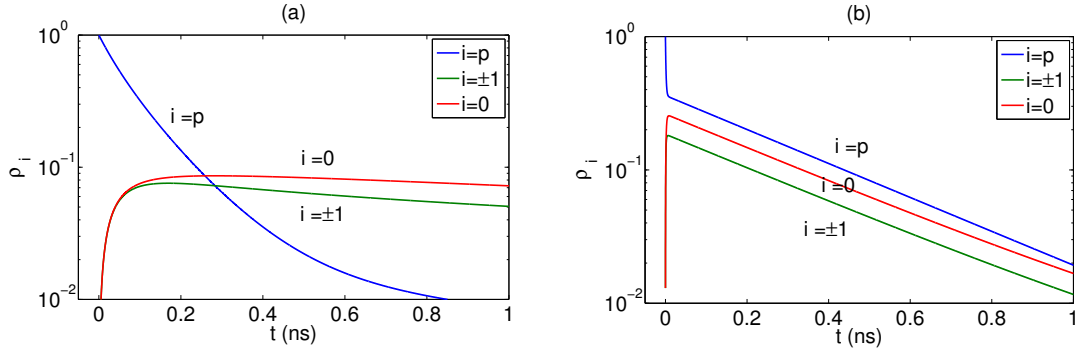 (a)
10^0
10^-1
10^-2
ρ_i
i=p
i=±1
i=0
i =p
i =0
i =±1
0 0.2 0.4 0.6 0.8 1
t (ns)
(b)
10^0
10^-1
10^-2
ρ_i
i=p
i=±1
i=0
i =p
i =0
i =±1
0 0.2 0.4 0.6 0.8 1
t (ns)